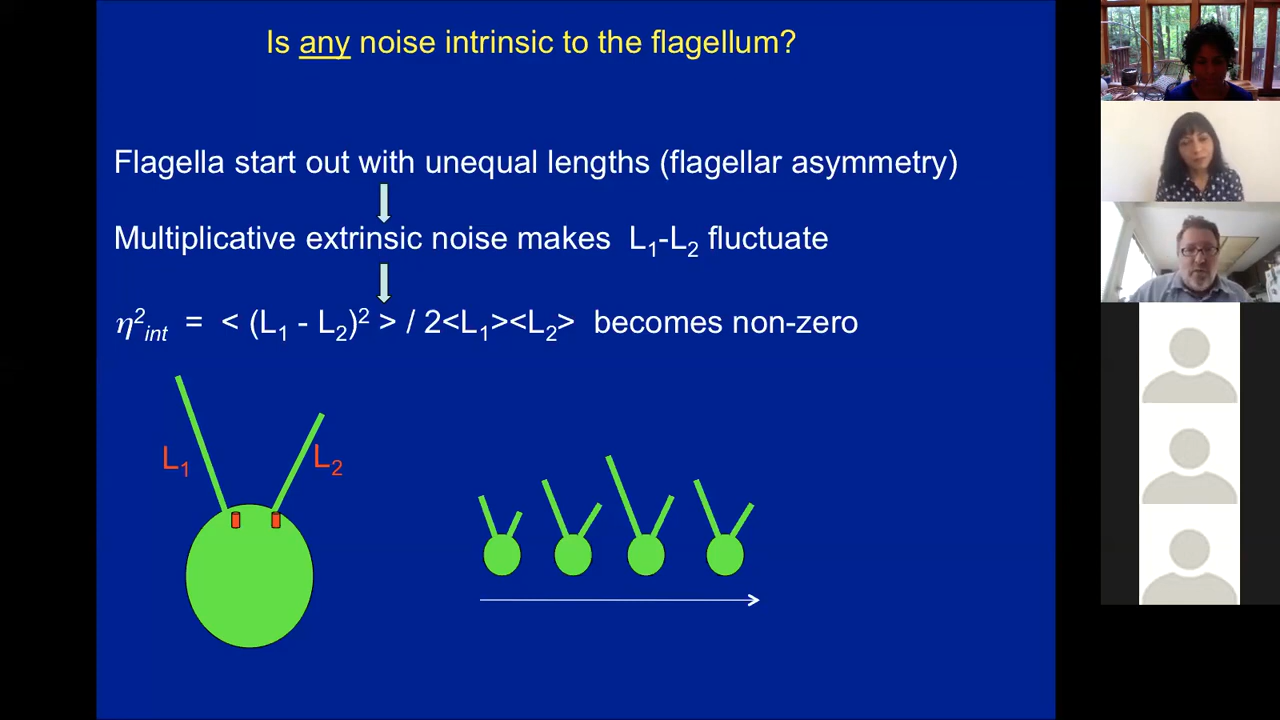 Is any noise intrinsic to the flagellum?
Flagella start out with unequal lengths (flagellar asymmetry)
Multiplicative extrinsic noise makes L₁-L₂ fluctuate
η²ᵢₙₜ = < (L₁ - L₂)² > / 2<L₁><L₂> becomes non-zero
L₁
L₂